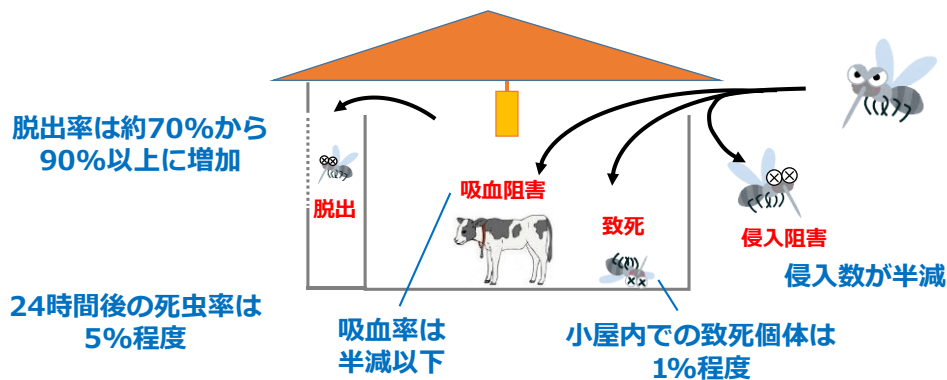 脱出率は約70%から
90%以上に増加
脱出
吸血阻害
致死
侵入阻害
侵入数が半減
24時間後の死虫率は
5%程度
吸血率は
半減以下
小屋内での致死個体は
1%程度